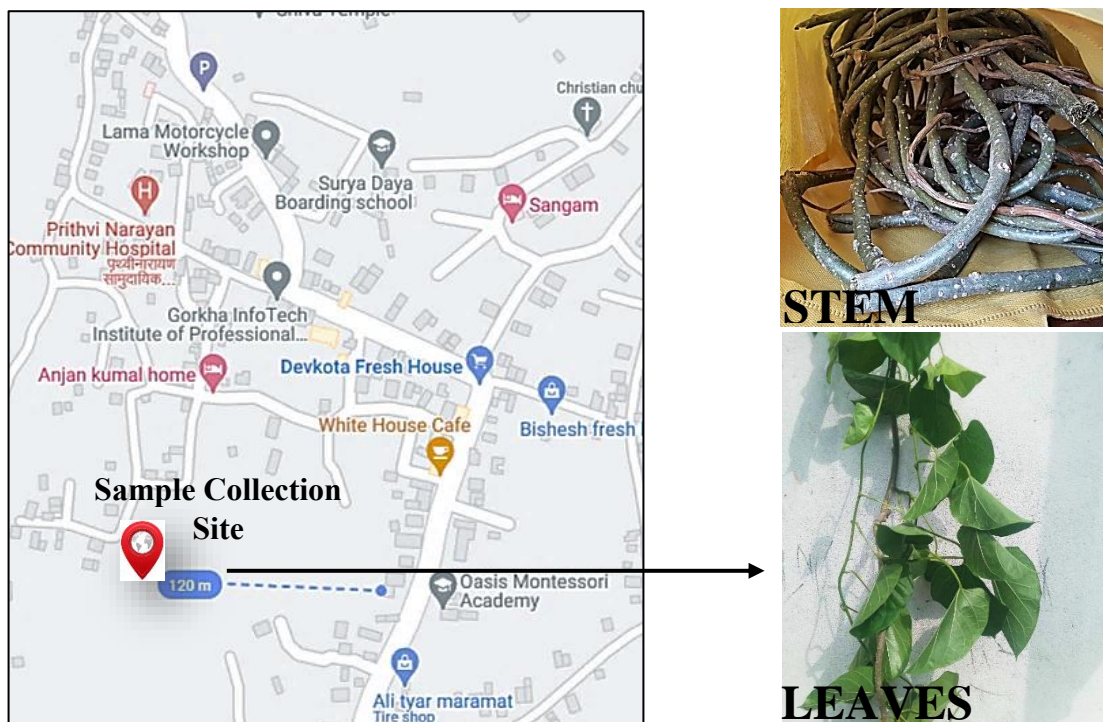 Shiva Temple
P
Christian chu
Lama Motorcycle
Workshop
Surya Daya
Boarding school
H
Sangam
Prithvi Narayan
Community Hospital
पृथ्वीनारायण
सामुदायिक...
Gorkha InfoTech
Institute of Professional...
Anjan kumal home
Devkota Fresh House
Bishesh fresh
White House Cafe
Sample Collection
Site
120 m
Oasis Montessori
Academy
Ali tyar maramat
Tire shop
STEM
LEAVES